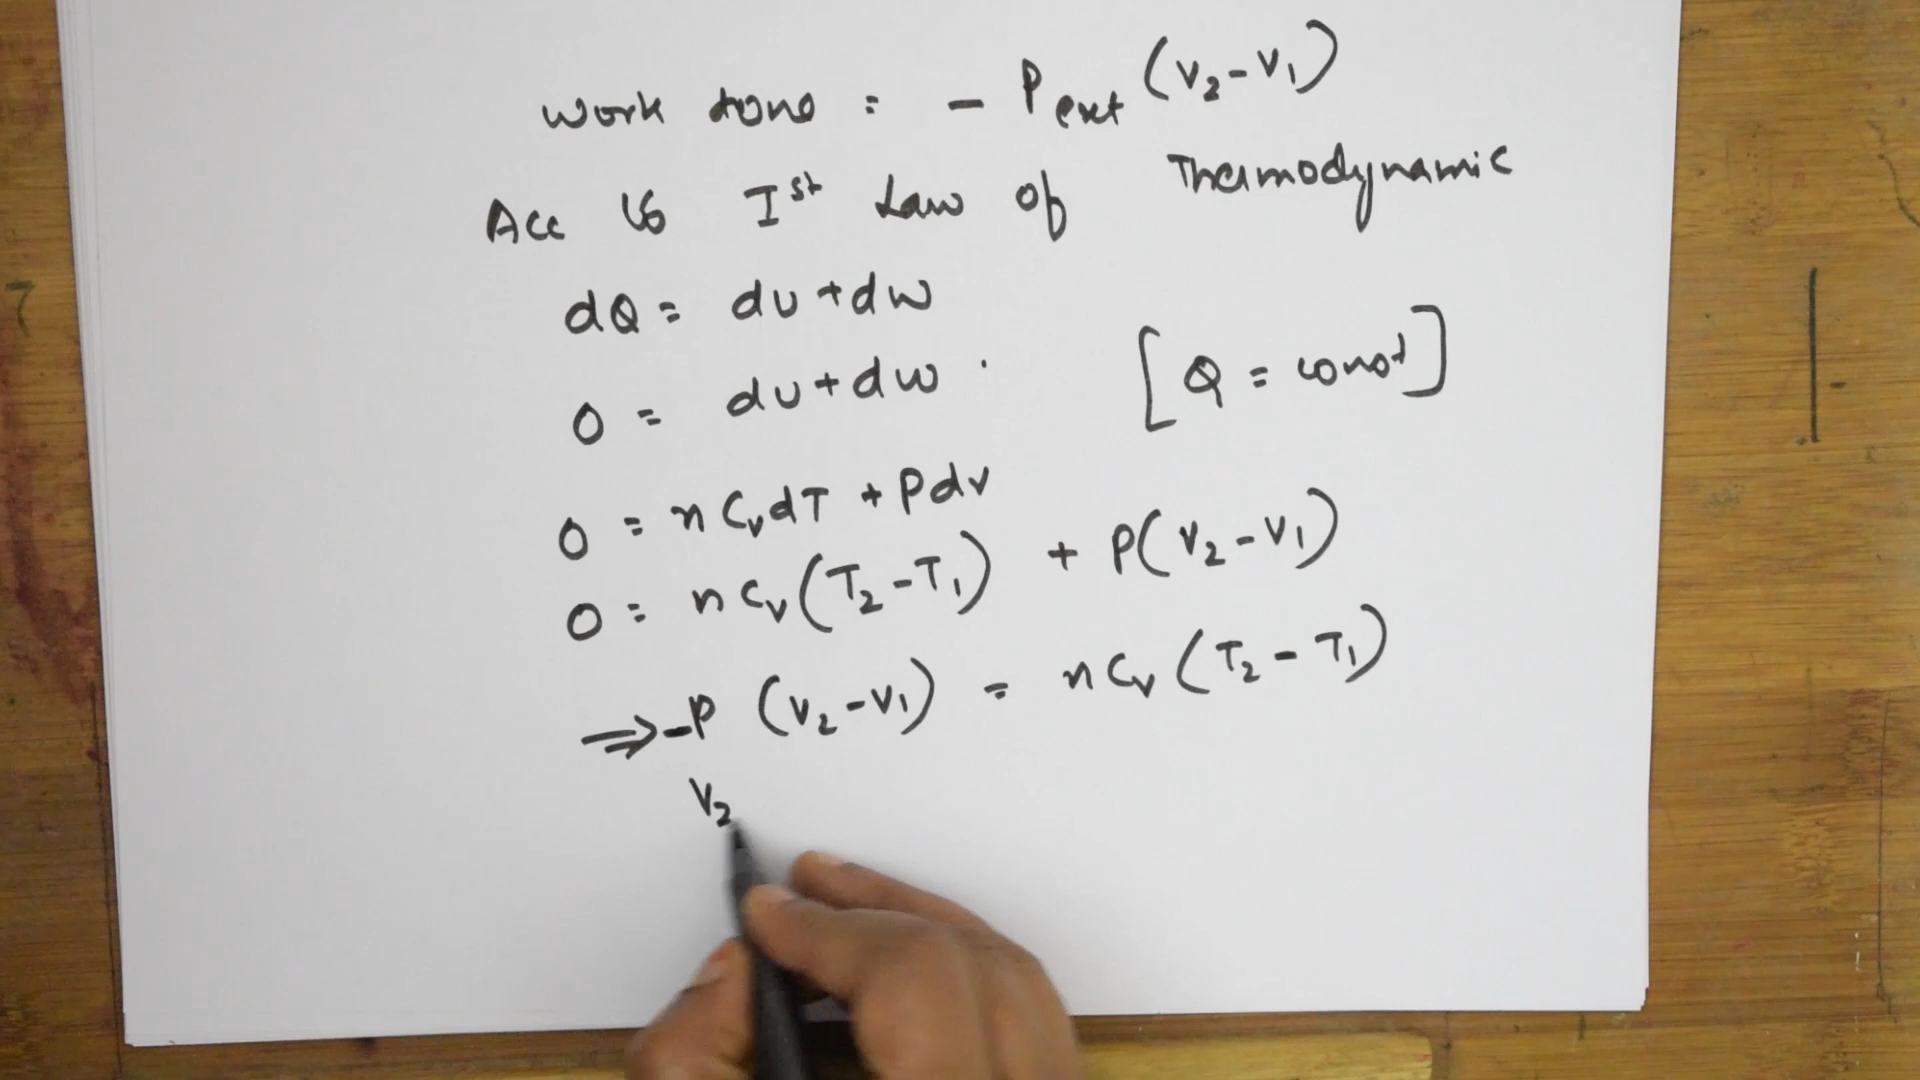 Work done = - Pext (V2-V1)
Acc to Ist Law of Thermodynamic
dQ = du + dw
0 = du + dw . [Q = const]
0 = nCvdT + Pdv
0 = nCv(T2-T1) + P(V2-V1)
⇒ -P (V2-V1) = nCv (T2 - T1)
V2